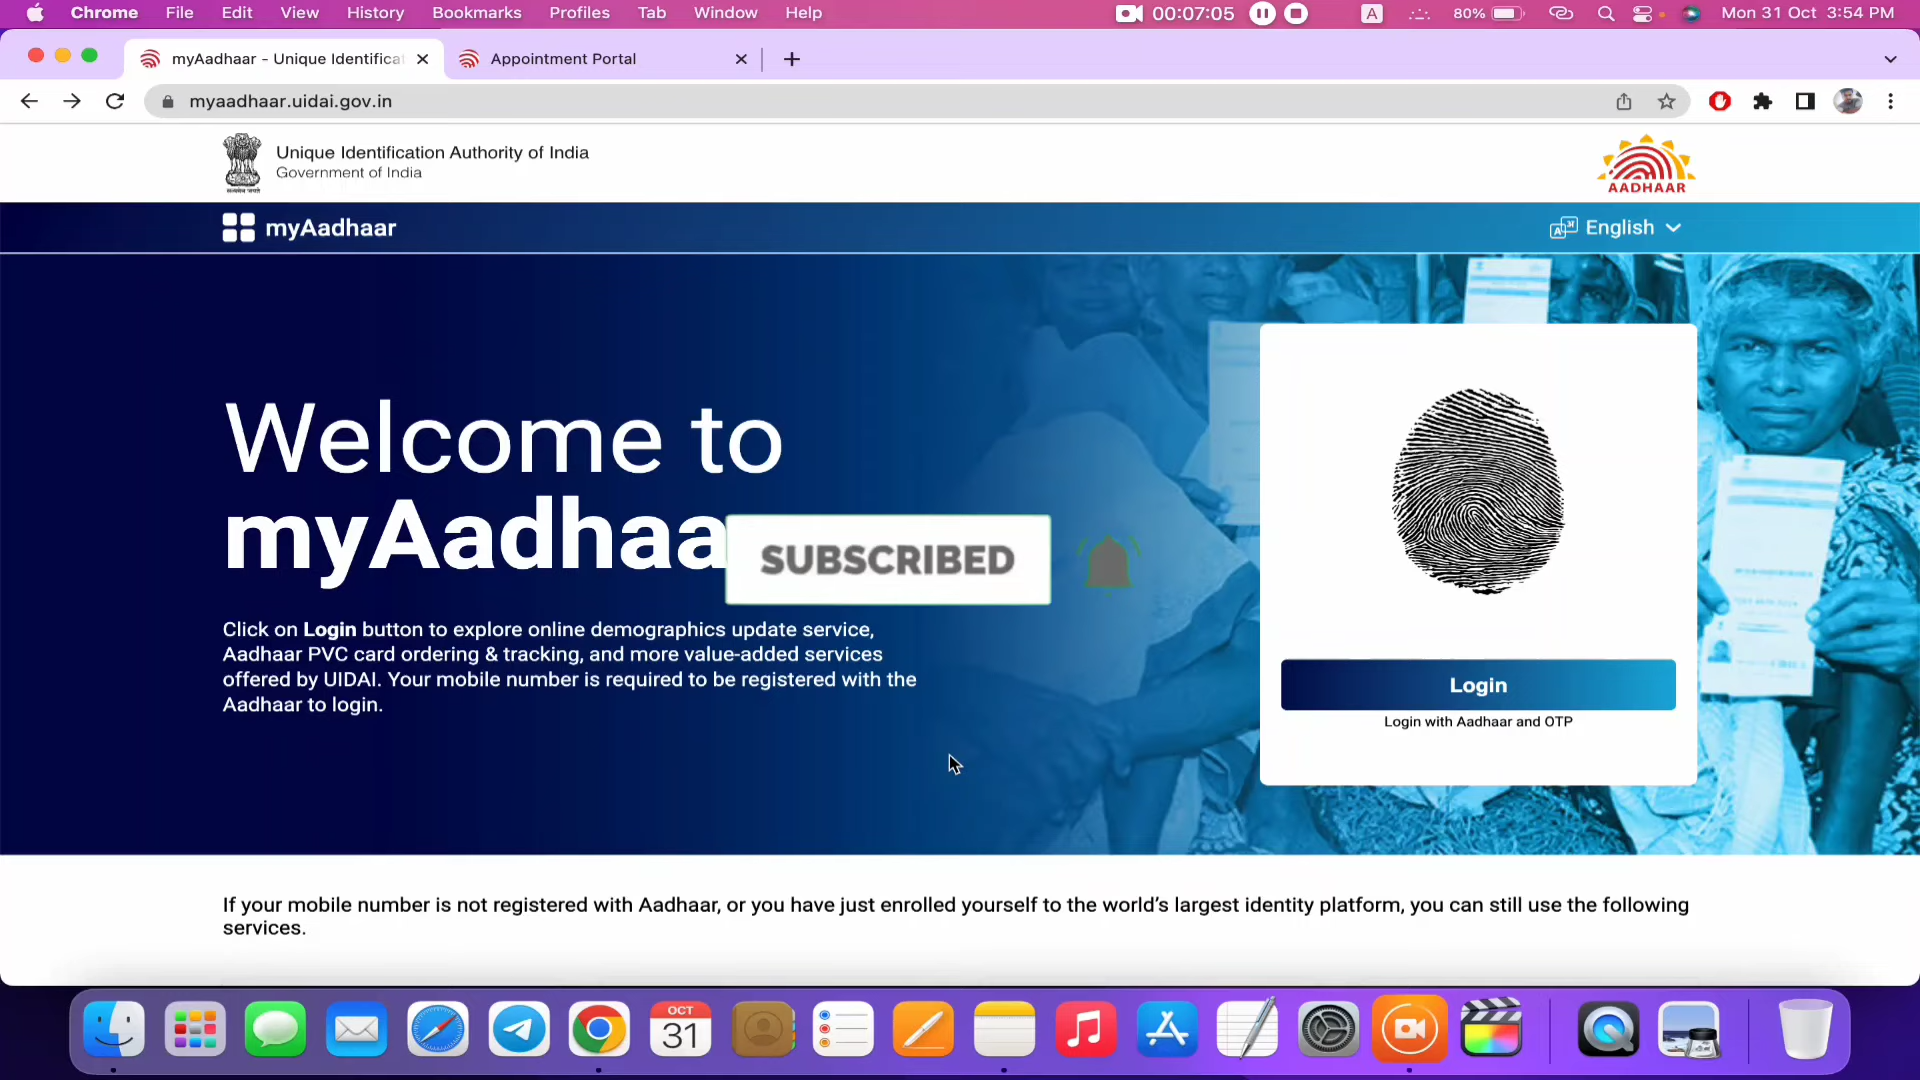 Chrome File Edit View History Bookmarks Profiles Tab Window Help 00:07:05 A 80% Mon 31 Oct 3:54 PM
myAadhaar - Unique Identifica Appointment Portal
myaadhaar.uidai.gov.in
Unique Identification Authority of India
Government of India
AADHAAR
myAadhaar English
Welcome to
myAadhaa
SUBSCRIBED
Click on Login button to explore online demographics update service,
Aadhaar PVC card ordering & tracking, and more value-added services
offered by UIDAI. Your mobile number is required to be registered with the
Aadhaar to login.
Login
Login with Aadhaar and OTP
If your mobile number is not registered with Aadhaar, or you have just enrolled yourself to the world's largest identity platform, you can still use the following
services.
OCT
31